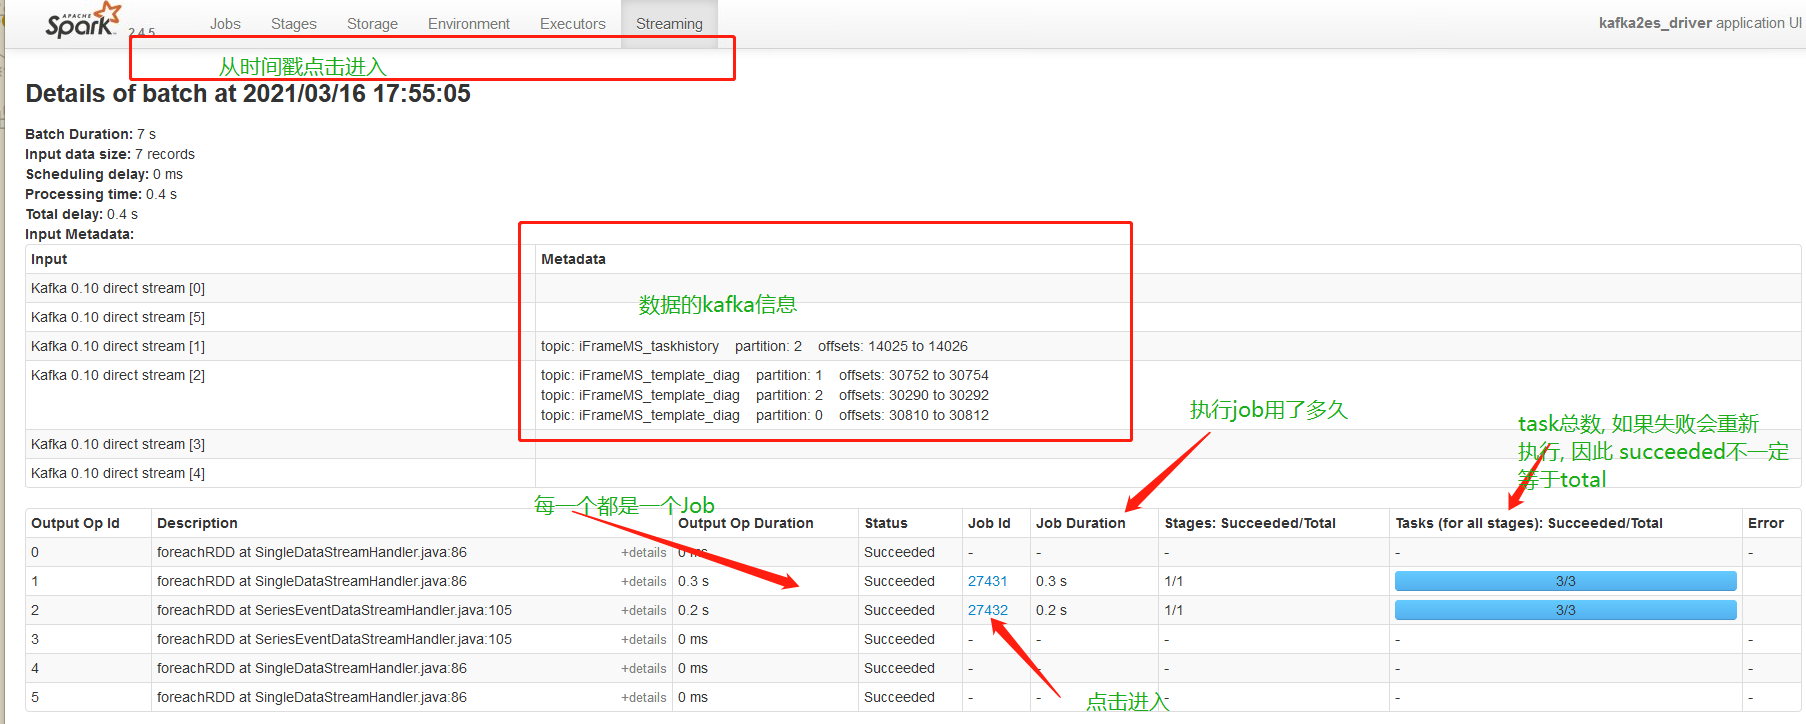 APACHE
Spark 2.4.5 Jobs Stages Storage Environment Executors Streaming kafka2es_driver application UI
从时间戳点击进入
Details of batch at 2021/03/16 17:55:05
Batch Duration: 7 s
Input data size: 7 records
Scheduling delay: 0 ms
Processing time: 0.4 s
Total delay: 0.4 s
Input Metadata:
Input Metadata
Kafka 0.10 direct stream [0]
数据的kafka信息
Kafka 0.10 direct stream [5]
Kafka 0.10 direct stream [1] topic: iFrameMS_taskhistory partition: 2 offsets: 14025 to 14026
Kafka 0.10 direct stream [2] topic: iFrameMS_template_diag partition: 1 offsets: 30752 to 30754
topic: iFrameMS_template_diag partition: 2 offsets: 30290 to 30292
topic: iFrameMS_template_diag partition: 0 offsets: 30810 to 30812
Kafka 0.10 direct stream [3]
Kafka 0.10 direct stream [4]
执行job用了多久
task总数, 如果失败会重新
执行, 因此 succeeded不一定
等于total
每一个都是一个Job
Output Op Id Description Output Op Duration Status Job Id Job Duration Stages: Succeeded/Total Tasks (for all stages): Succeeded/Total Error
0 foreachRDD at SingleDataStreamHandler.java:86 +details 0 ms Succeeded - - - - -
1 foreachRDD at SingleDataStreamHandler.java:86 +details 0.3 s Succeeded 27431 0.3 s 1/1 3/3
2 foreachRDD at SeriesEventDataStreamHandler.java:105 +details 0.2 s Succeeded 27432 0.2 s 1/1 3/3
3 foreachRDD at SeriesEventDataStreamHandler.java:105 +details 0 ms Succeeded - - - - -
4 foreachRDD at SingleDataStreamHandler.java:86 +details 0 ms Succeeded - - - - -
5 foreachRDD at SingleDataStreamHandler.java:86 +details 0 ms Succeeded - - - - -
点击进入